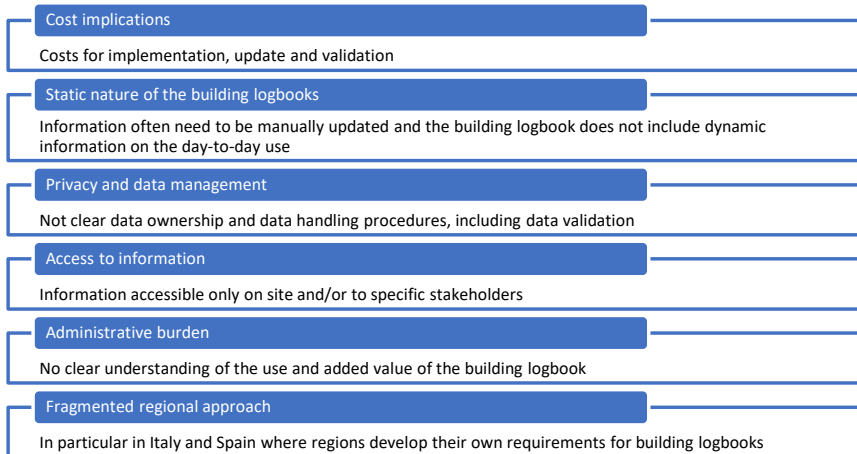 Cost implications
Costs for implementation, update and validation
Static nature of the building logbooks
Information often need to be manually updated and the building logbook does not include dynamic
information on the day-to-day use
Privacy and data management
Not clear data ownership and data handling procedures, including data validation
Access to information
Information accessible only on site and/or to specific stakeholders
Administrative burden
No clear understanding of the use and added value of the building logbook
Fragmented regional approach
In particular in Italy and Spain where regions develop their own requirements for building logbooks